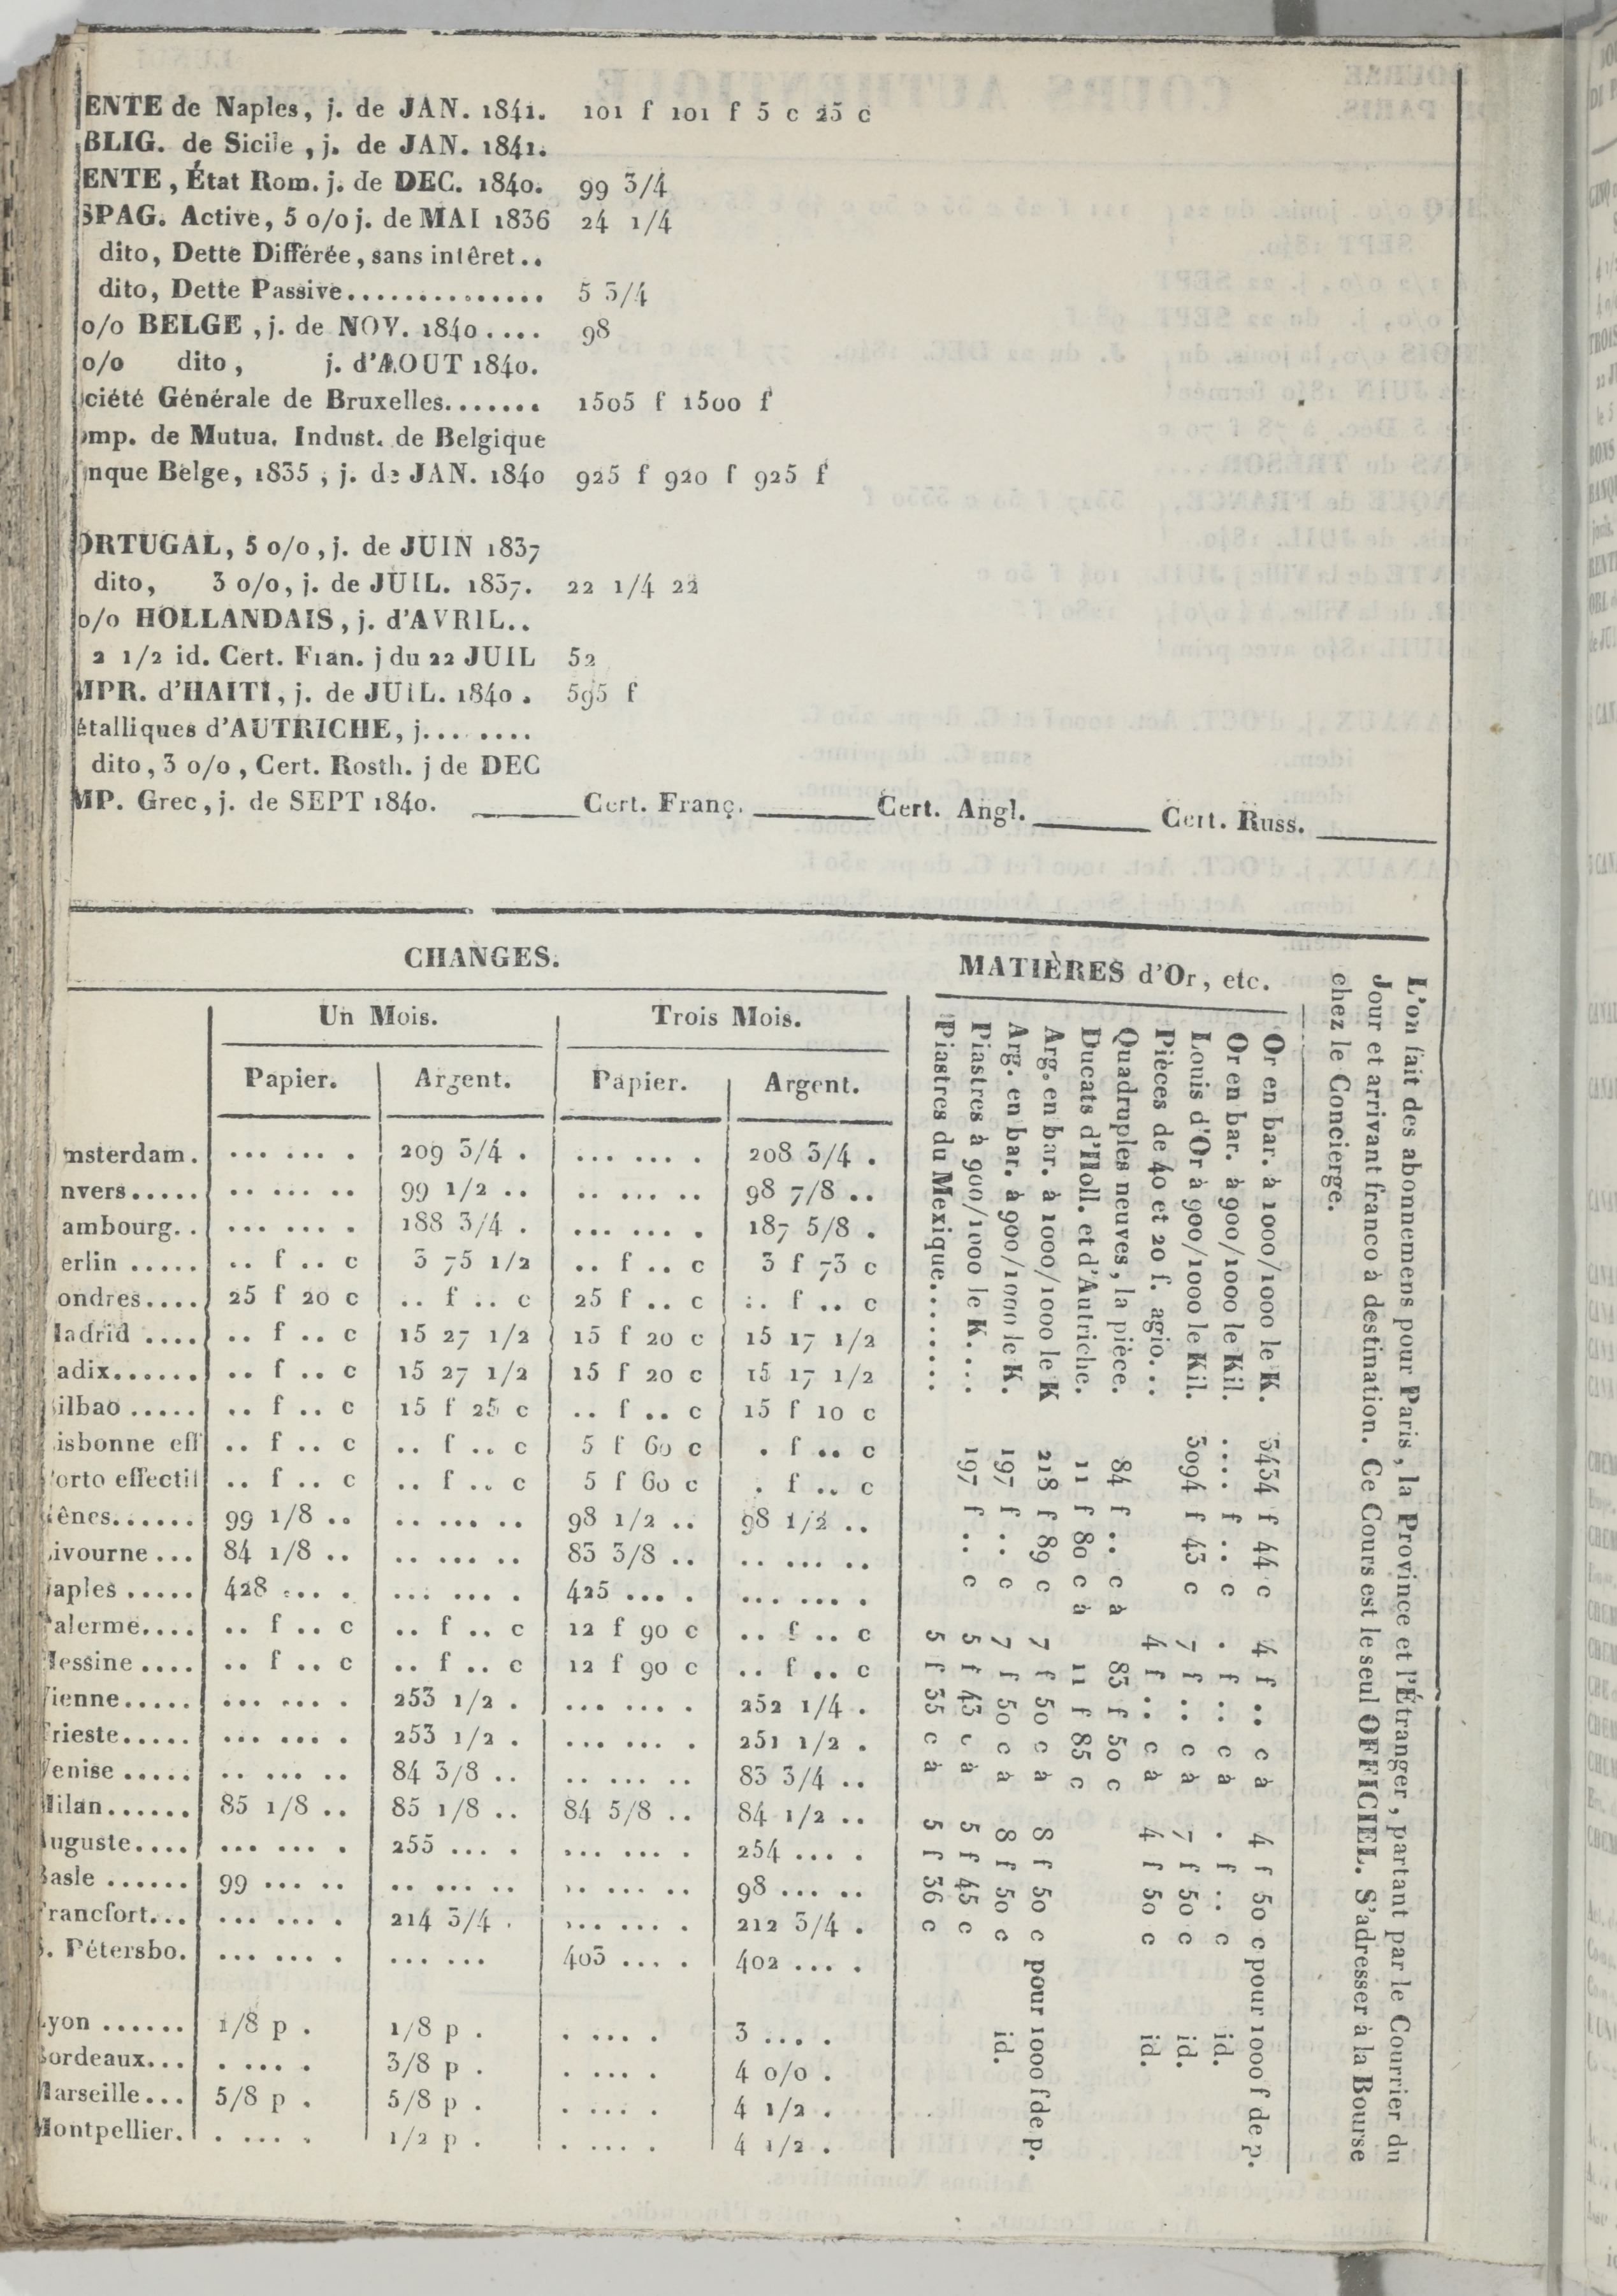 ENTE de Naples, j. de JAN. 1841. 101 f 101 f 5 c 25 c
BLIG. de Sicile, j. de JAN. 1841.
ENTE, État Rom. j. de DEC. 1840. 99 3/4
SPAG. Active, 5 o/o j. de MAI 1836 24 1/4
dito, Dette Différée, sans intêret..
dito, Dette Passive.............. 5 3/4
o/o BELGE, j. de NOV. 1840.... 98
o/o dito, j. d'AOUT 1840.
ciété Générale de Bruxelles....... 1505 f 1500 f
omp. de Mutua. Indust. de Belgique
nque Belge, 1835, j. de JAN. 1840 925 f 920 f 925 f
ORTUGAL, 5 o/o, j. de JUIN 1837
dito, 3 o/o, j. de JUIL. 1837. 22 1/4 22
o/o HOLLANDAIS, j. d'AVRIL..
2 1/2 id. Cert. Fran. j du 22 JUIL 52
MPR. d'HAITI, j. de JUIL. 1840. 595 f
étalliques d'AUTRICHE, j........
dito, 3 o/o, Cert. Rosth. j de DEC
MP. Grec, j. de SEPT 1840. ______ Cert. Franç. ______ Cert. Angl. ______ Cert. Russ. ______
CHANGES.
Un Mois. Trois Mois.
Papier. Argent. Papier. Argent.
msterdam. ... ... . 209 3/4 . ... ... . 208 3/4 .
nvers..... .. ... .. 99 1/2 .. .. ... .. 98 7/8 ..
ambourg.. ... ... . 188 3/4 . ... ... . 187 5/8 .
erlin ..... .. f .. c 3 75 1/2 .. f .. c 3 f 73 c
ondres.... 25 f 20 c .. f .. c 25 f .. c .. f .. c
Madrid .... .. f .. c 15 27 1/2 15 f 20 c 15 17 1/2
adix...... .. f .. c 15 27 1/2 15 f 20 c 15 17 1/2
ilbao ..... .. f .. c 15 f 25 c .. f .. c 15 f 10 c
isbonne eff .. f .. c .. f .. c 5 f 60 c . f .. c
orto effectif .. f .. c .. f .. c 5 f 60 c . f .. c
ênes...... 99 1/8 .. .. ... .. 98 1/2 .. 98 1/2 ..
ivourne... 84 1/8 .. .. ... .. 83 3/8 .. .. ... ..
aples ..... 428 ... . ... ... . 425 ... . ... ... .
alerme.... .. f .. c .. f .. c 12 f 90 c .. f .. c
Messine .... .. f .. c .. f .. c 12 f 90 c .. f .. c
Vienne..... ... ... . 253 1/2 . ... ... . 252 1/4 .
rieste..... ... ... . 253 1/2 . ... ... . 251 1/2 .
Venise ..... .. ... .. 84 3/8 .. .. ... .. 83 3/4 ..
Milan...... 85 1/8 .. 85 1/8 .. 84 5/8 .. 84 1/2 ..
Auguste.... ... ... . 255 ... . ... ... . 254 ... .
Basle ...... 99 ... .. .. ... .. .. ... .. 98 ... ..
Francfort... ... ... . 214 3/4 . ... ... . 212 3/4 .
S. Pétersbo. ... ... . ... ... 403 ... . 402 ... .
Lyon ...... 1/8 p . 1/8 p . . ... . 3 ... .
Bordeaux... . ... . 3/8 p . . ... . 4 o/o .
Marseille... 5/8 p . 5/8 p . . ... . 4 1/2 .
Montpellier. . ... . 1/2 p . . ... . 4 1/2 .
MATIÈRES d'Or, etc.
Or en bar. à 1000/1000 le K. 3434 f 44 c 4 f .. c à 4 f 50 c pour 1000 f de p.
Or en bar. à 900/1000 le Kil. .... f .. c . f .. c à . f .. c id.
Louis d'Or à 900/1000 le Kil. 3094 f 43 c 7 f .. c à 7 f 50 c id.
Pièces de 40 et 20 f. agio... 4 f .. c à 4 f 50 c id.
Quadruples neuves, la pièce. 84 f .. c à 83 f 50 c
Ducats d'Holl. et d'Autriche. 11 f 80 c à 11 f 85 c
Arg. en bar. à 1000/1000 le K 218 f 89 c 7 f 50 c à 8 f 50 c pour 1000 f de p.
Arg. en bar. à 900/1000 le K. 197 f .. c 7 f 50 c à 8 f 50 c id.
Piastres à 900/1000 le K.... 197 f .. c 5 f 43 c à 5 f 45 c
Piastres du Mexique......... 5 f 35 c à 5 f 36 c
L'on fait des abonnemens pour Paris, la Province et l'Étranger, partant par le Courrier du
Jour et arrivant franco à destination. Ce Cours est le seul OFFICIEL. S'adresser à la Bourse
chez le Concierge.